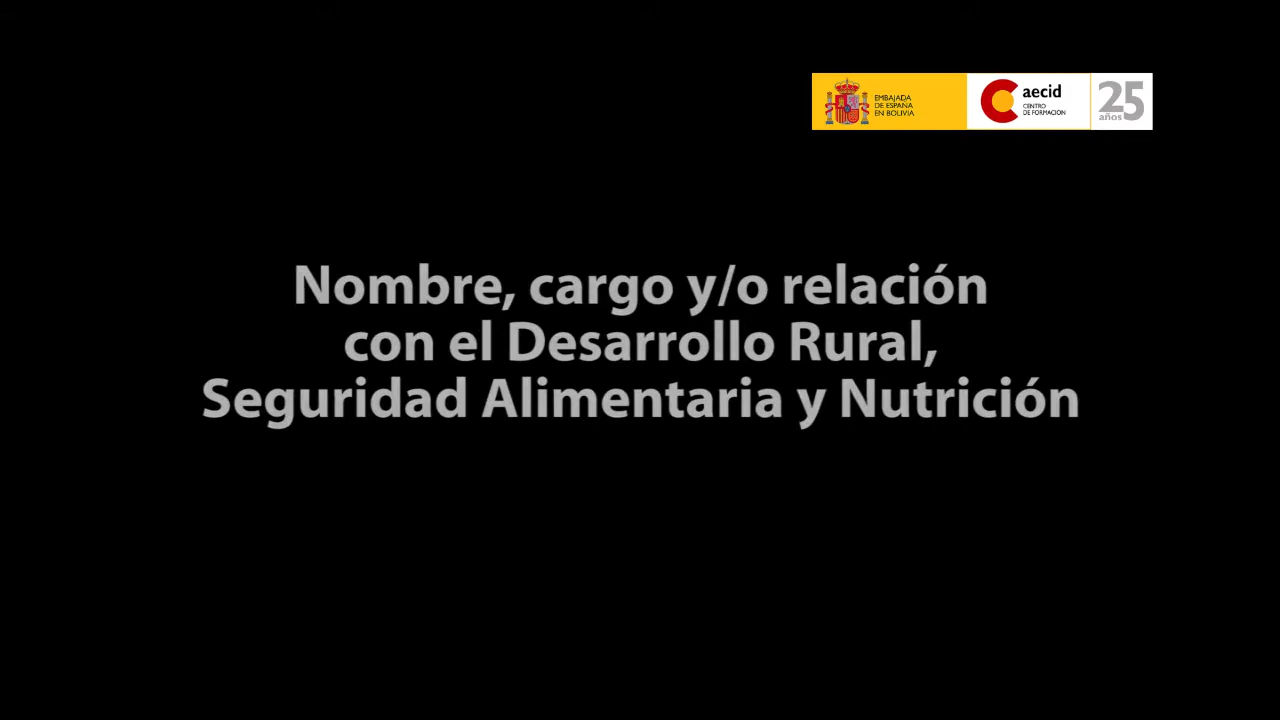 EMBAJADA
DE ESPAÑA
EN BOLIVIA
aecid
CENTRO
DE FORMACIÓN
25
años
Nombre, cargo y/o relación
con el Desarrollo Rural,
Seguridad Alimentaria y Nutrición